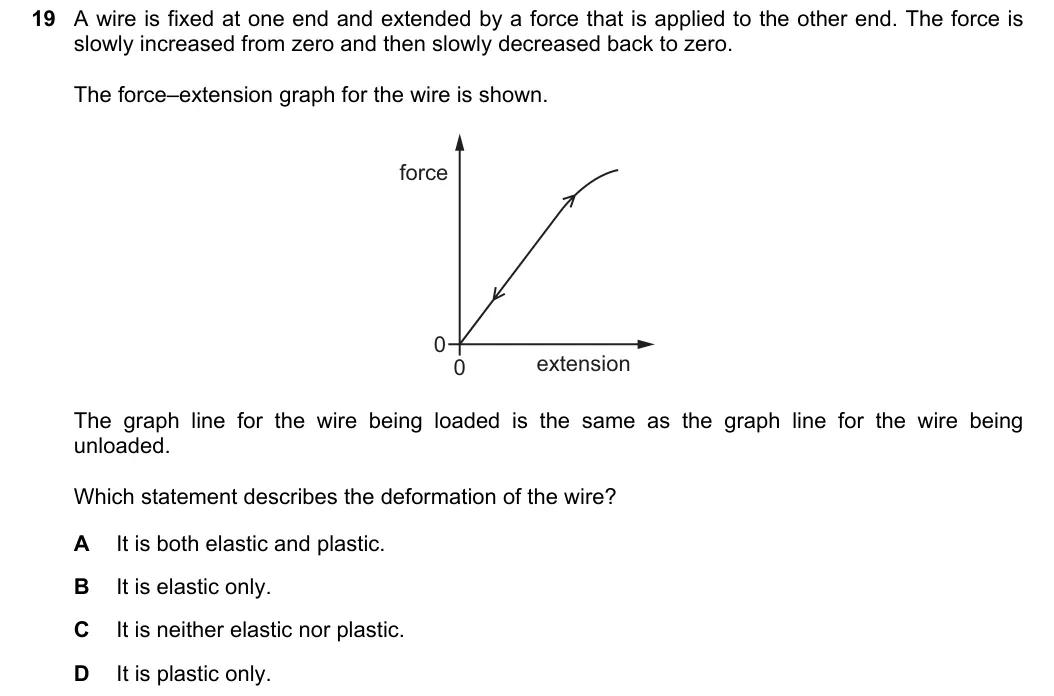 19 A wire is fixed at one end and extended by a force that is applied to the other end. The force is
slowly increased from zero and then slowly decreased back to zero.
The force–extension graph for the wire is shown.
force
0
0
extension
The graph line for the wire being loaded is the same as the graph line for the wire being
unloaded.
Which statement describes the deformation of the wire?
A It is both elastic and plastic.
B It is elastic only.
C It is neither elastic nor plastic.
D It is plastic only.